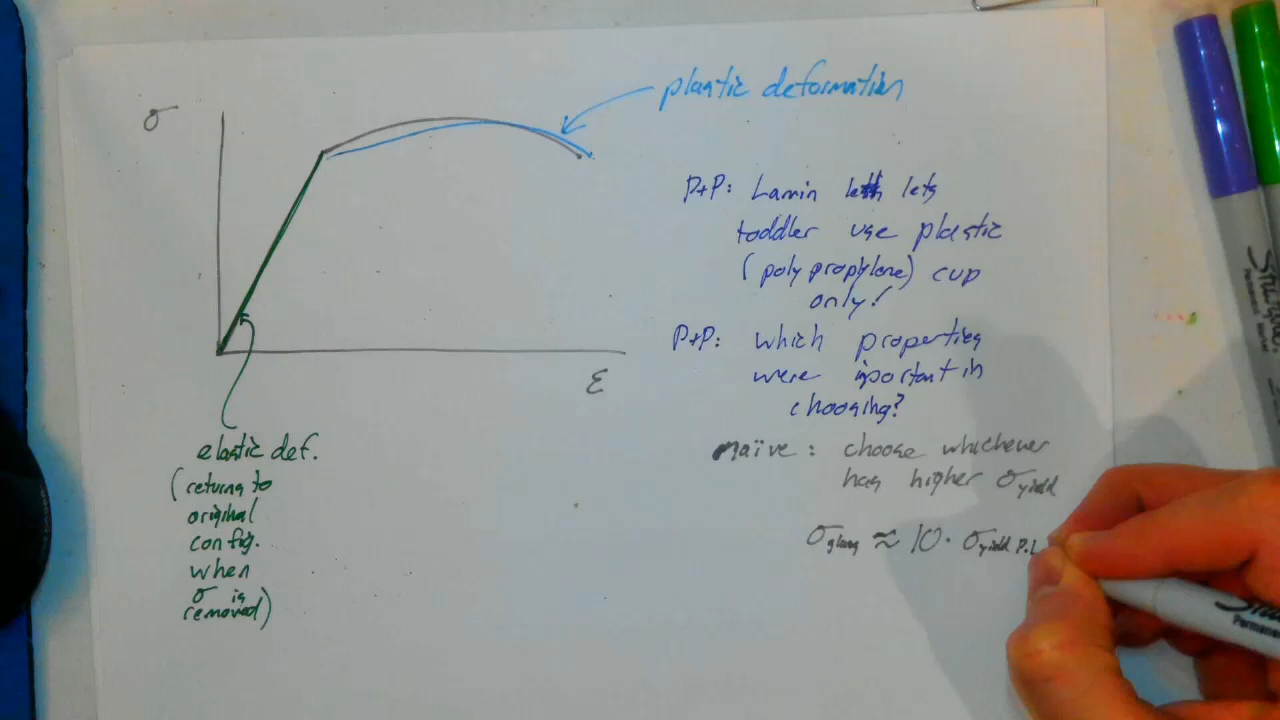 σ
plastic deformation
P+P: Lamin lets
toddler use plastic
(polypropylene) cup
only!
P+P: which properties
were important in
choosing?
naïve: choose whichever
has higher σyield
σglass ≈ 10· σyield P.
ε
elastic def.
(returns to
original
config.
when
σ is
removed)